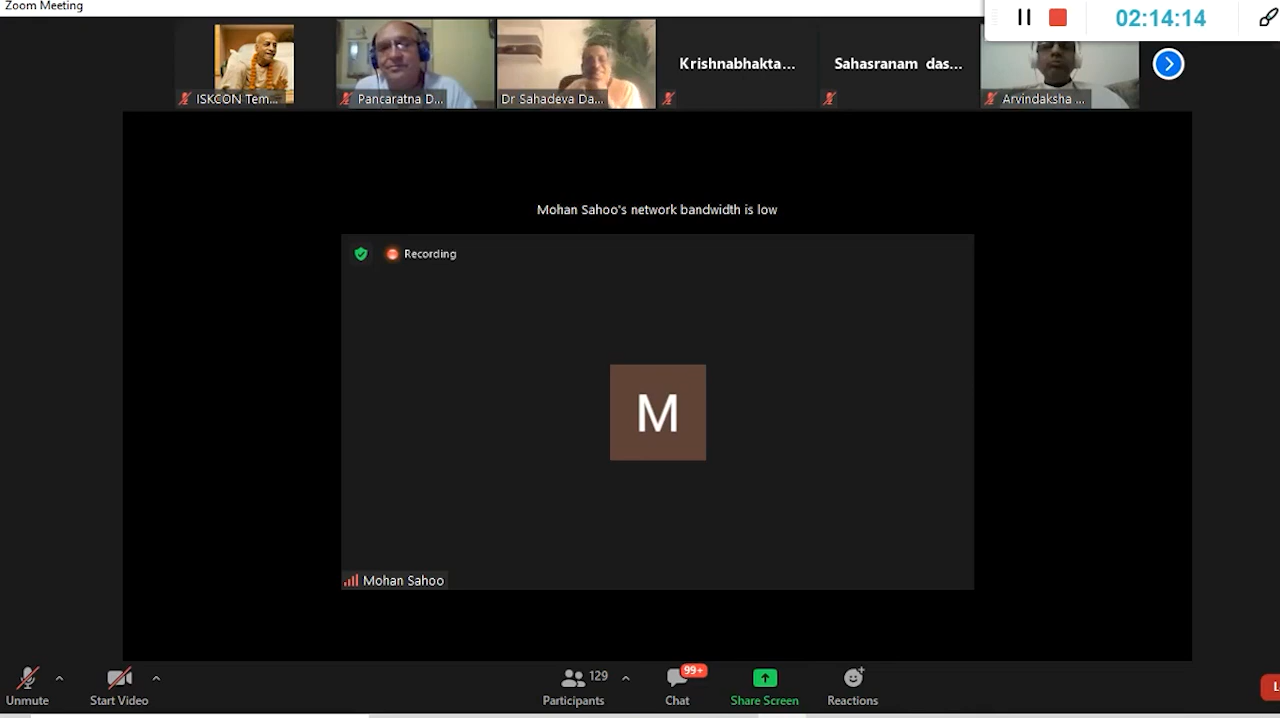 Zoom Meeting
02:14:14
ISKCON Tem...
Pancaratna D...
Dr Sahadeva Da...
Krishnabhakta...
Sahasranam das...
Arvindaksha ...
Mohan Sahoo's network bandwidth is low
Recording
M
Mohan Sahoo
Unmute
Start Video
Participants
129
Chat
99+
Share Screen
Reactions
L